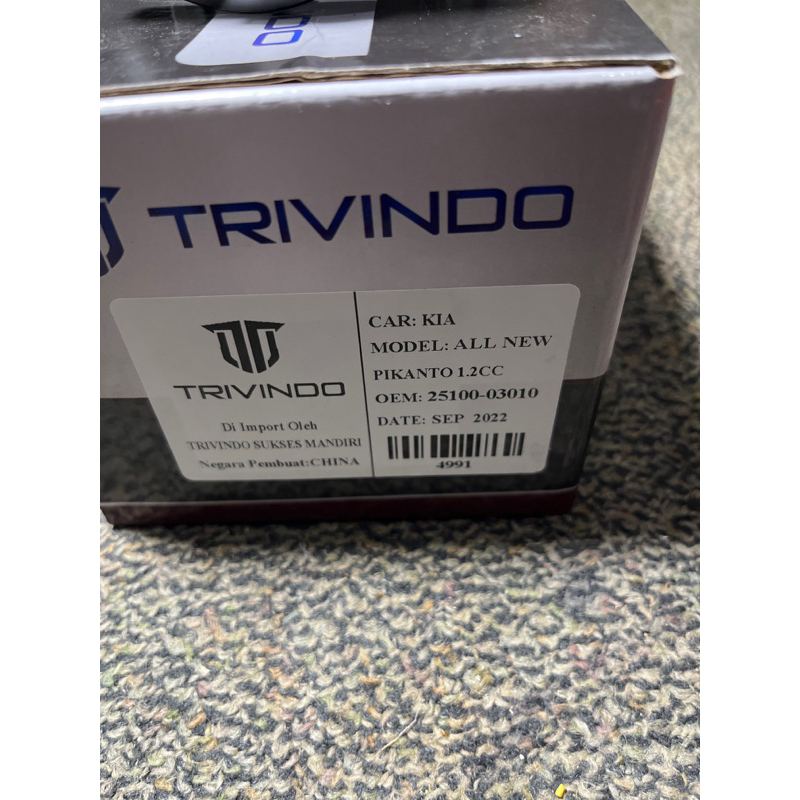 TRIVINDO
TRIVINDO
Di Import Oleh
TRIVINDO SUKSES MANDIRI
Negara Pembuat:CHINA
CAR: KIA
MODEL: ALL NEW
PIKANTO 1.2CC
OEM: 25100-03010
DATE: SEP 2022
4991